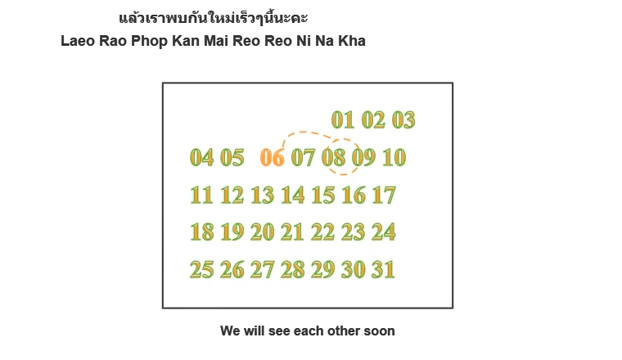 แล้วเราพบกันใหม่เร็วๆนี้นะคะ
Laeo Rao Phop Kan Mai Reo Reo Ni Na Kha
01 02 03
04 05 06 07 08 09 10
11 12 13 14 15 16 17
18 19 20 21 22 23 24
25 26 27 28 29 30 31
We will see each other soon